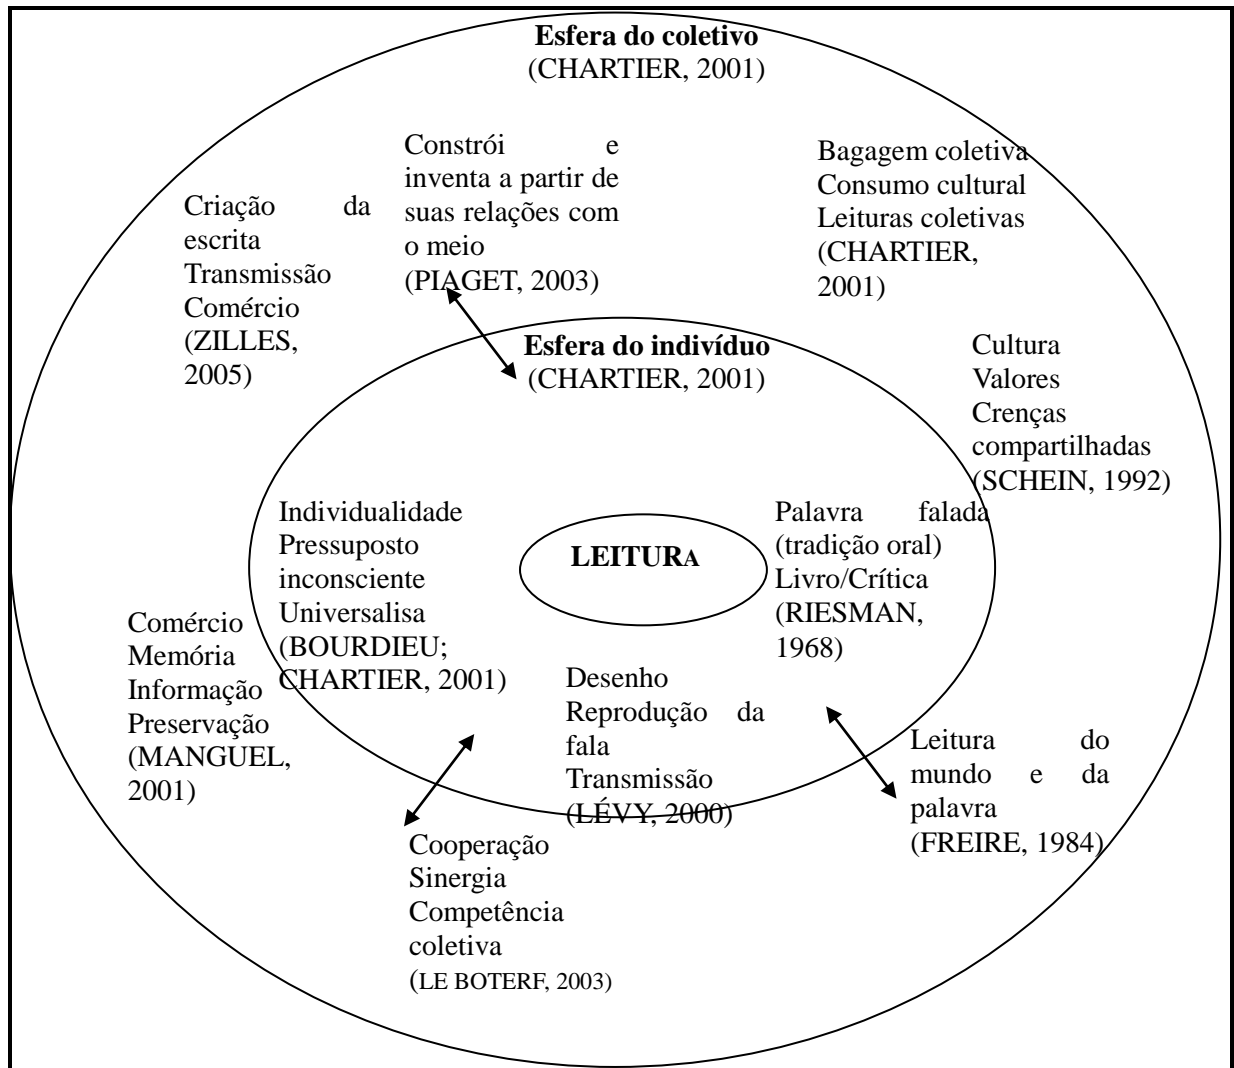 Esfera do coletivo
(CHARTIER, 2001)
Constrói e
inventa a partir de
suas relações com
o meio
(PIAGET, 2003)
Bagagem coletiva
Consumo cultural
Leituras coletivas
(CHARTIER,
2001)
Criação da
escrita
Transmissão
Comércio
(ZILLES,
2005)
Esfera do indivíduo
(CHARTIER, 2001)
Cultura
Valores
Crenças
compartilhadas
(SCHEIN, 1992)
Individualidade
Pressuposto
inconsciente
Universalisa
(BOURDIEU;
CHARTIER, 2001)
LEITURA
Palavra falada
(tradição oral)
Livro/Crítica
(RIESMAN,
1968)
Comércio
Memória
Informação
Preservação
(MANGUEL,
2001)
Desenho
Reprodução da
fala
Transmissão
(LÉVY, 2000)
Leitura do
mundo e da
palavra
(FREIRE, 1984)
Cooperação
Sinergia
Competência
coletiva
(LE BOTERF, 2003)